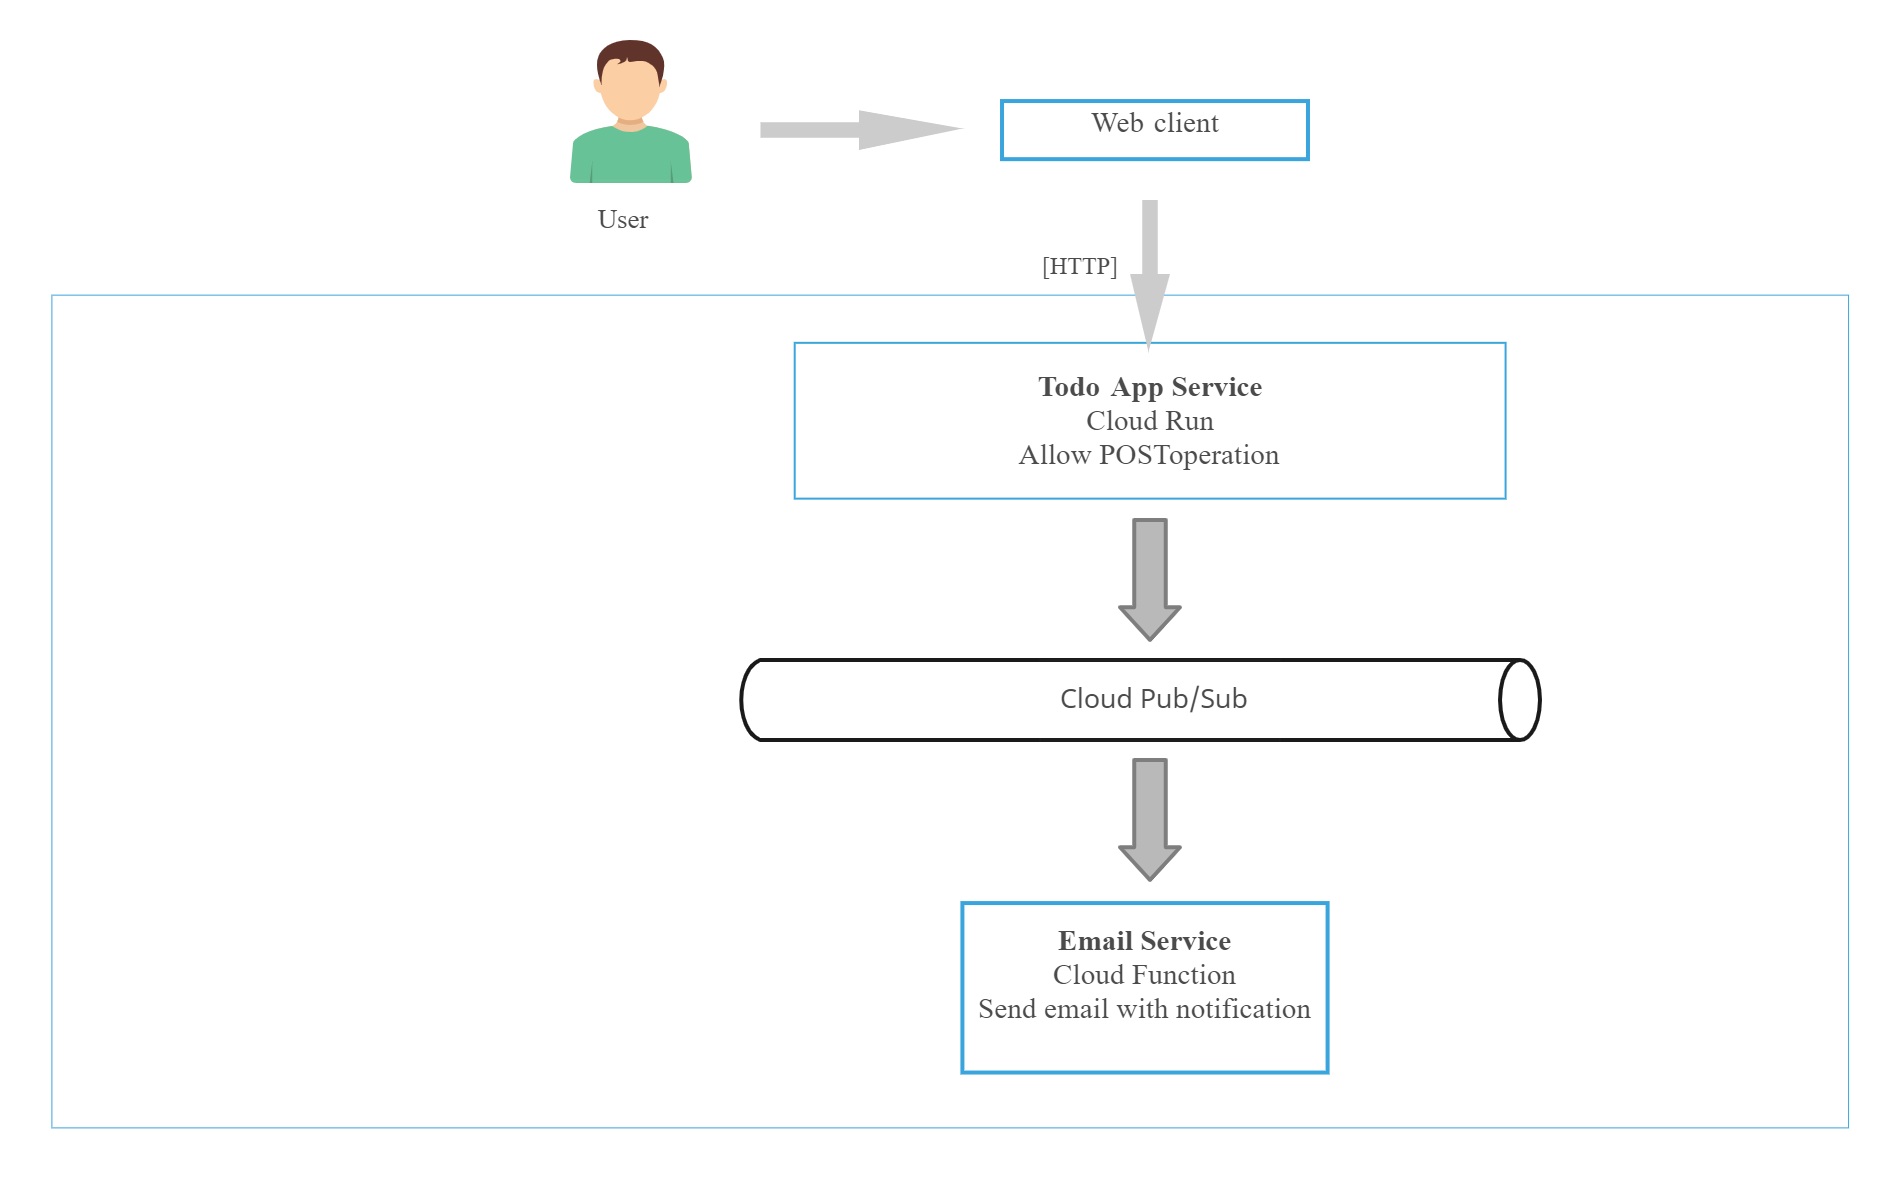 Web client
User
[HTTP]
Todo App Service
Cloud Run
Allow POSToperation
Cloud Pub/Sub
Email Service
Cloud Function
Send email with notification